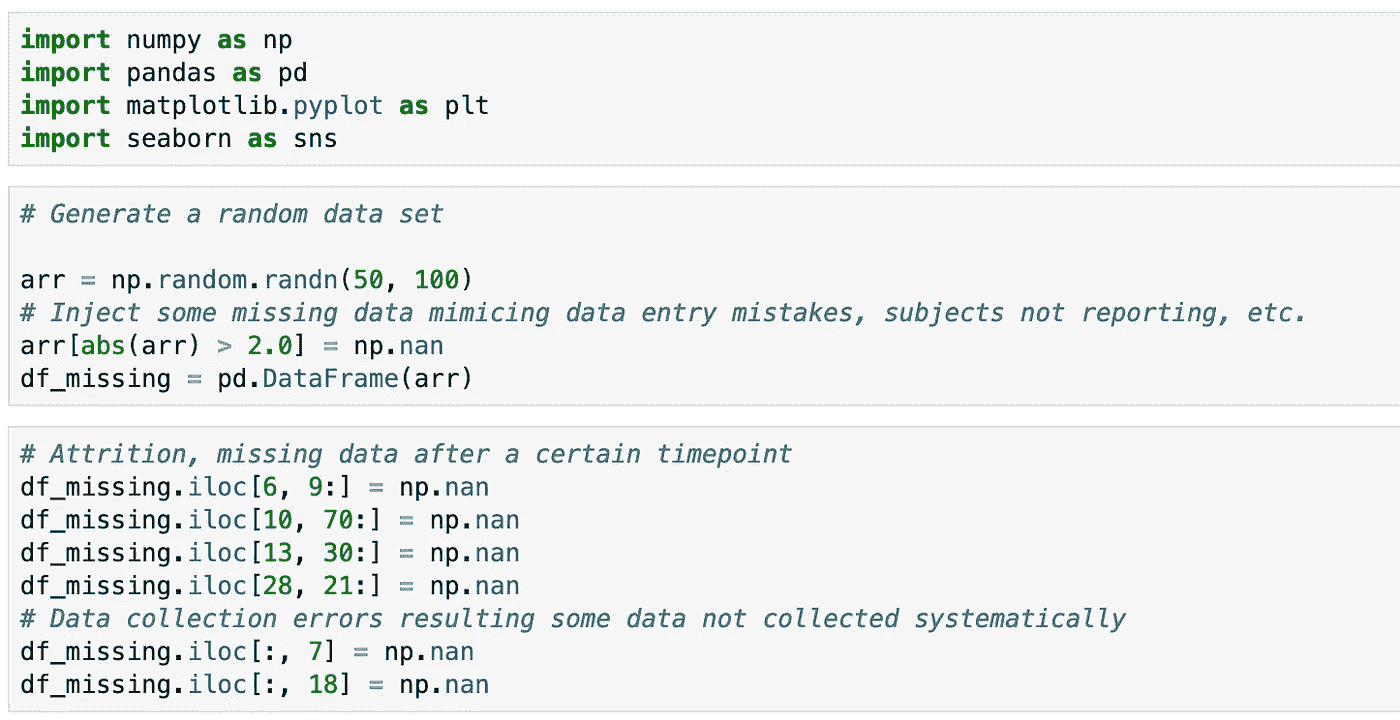 import numpy as np
import pandas as pd
import matplotlib.pyplot as plt
import seaborn as sns
# Generate a random data set
arr = np.random.randn(50, 100)
# Inject some missing data mimicing data entry mistakes, subjects not reporting, etc.
arr[abs(arr) > 2.0] = np.nan
df_missing = pd.DataFrame(arr)
# Attrition, missing data after a certain timepoint
df_missing.iloc[6, 9:] = np.nan
df_missing.iloc[10, 70:] = np.nan
df_missing.iloc[13, 30:] = np.nan
df_missing.iloc[28, 21:] = np.nan
# Data collection errors resulting some data not collected systematically
df_missing.iloc[:, 7] = np.nan
df_missing.iloc[:, 18] = np.nan